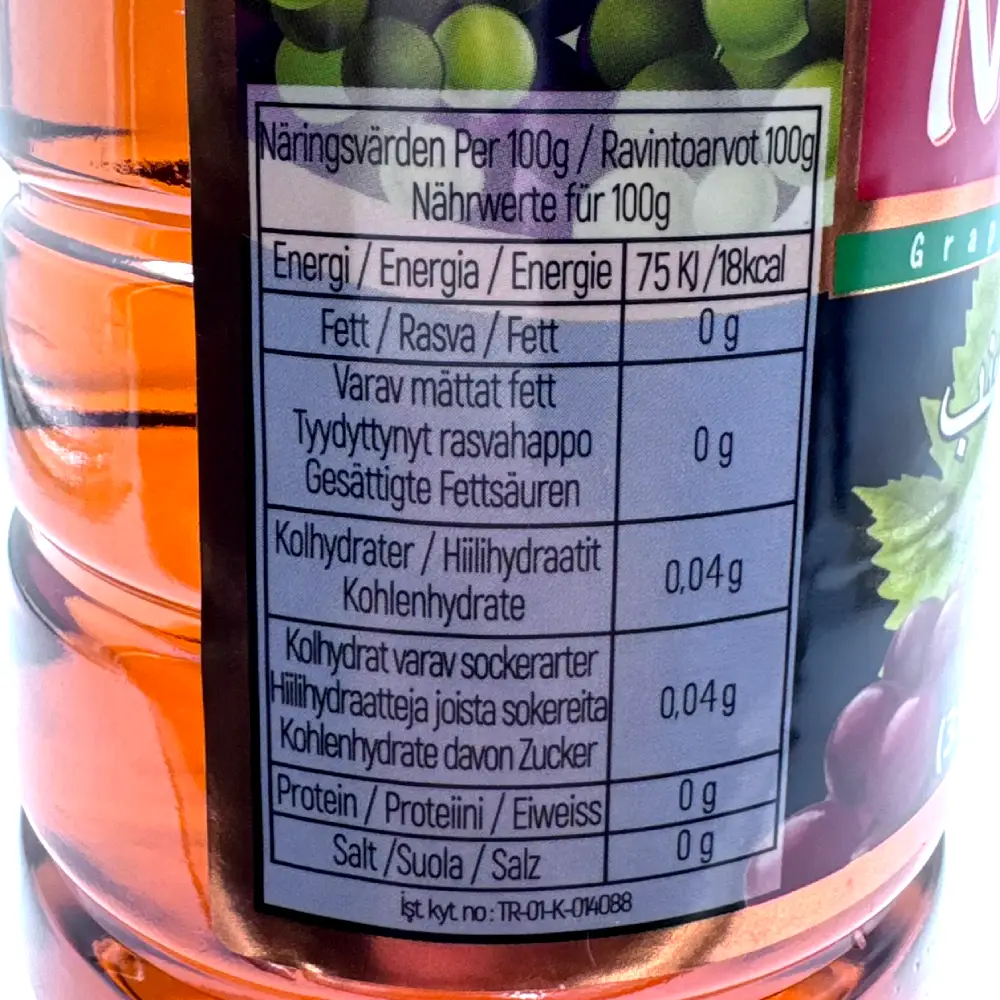 Näringsvärden Per 100g / Ravintoarvot 100g
Nährwerte für 100g
Energi / Energia / Energie 75 KJ /18kcal
Fett / Rasva / Fett 0 g
Varav mättat fett
Tyydyttynyt rasvahappo 0 g
Gesättigte Fettsäuren
Kolhydrater / Hiilihydraatit 0,04 g
Kohlenhydrate
Kolhydrat varav sockerarter
Hiilihydraatteja joista sokereita 0,04 g
Kohlenhydrate davon Zucker
Protein / Proteiini / Eiweiss 0 g
Salt /Suola / Salz 0 g
İşt. kyt. no : TR-01-K-014088